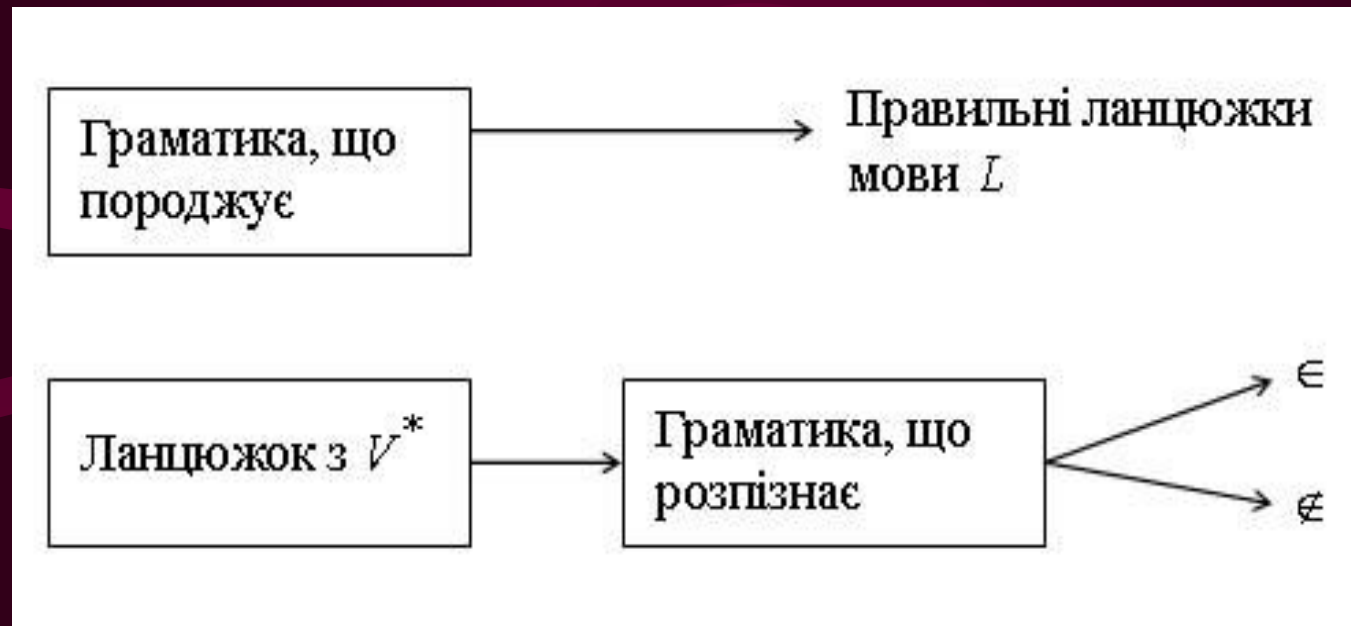 Граматика, що
породжує
Правильні ланцюжки
мови L
Ланцюжок з V*
Граматика, що
розпізнає
∈
∉